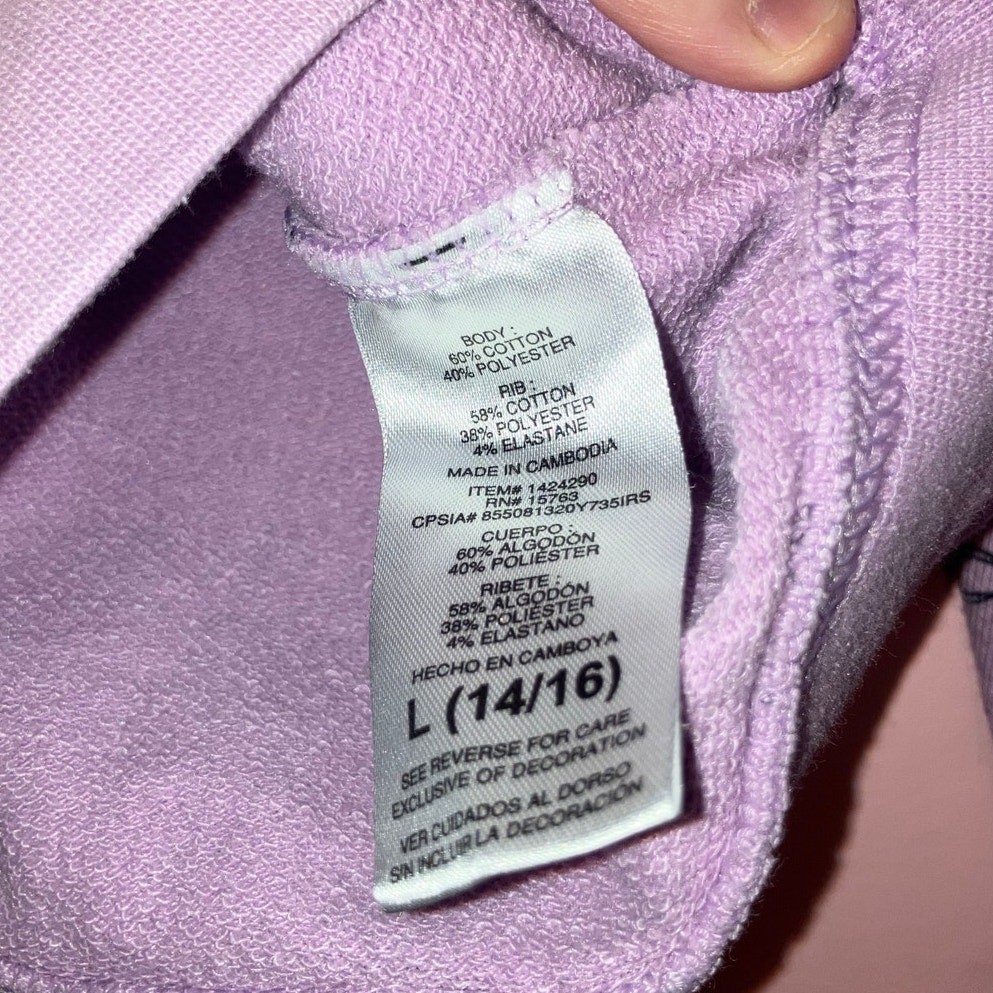 BODY :
60% COTTON
40% POLYESTER
RIB :
58% COTTON
38% POLYESTER
4% ELASTANE
MADE IN CAMBODIA
ITEM# 1424290
RN# 15763
CPSIA# 855081320Y735IRS
CUERPO :
60% ALGODÓN
40% POLIÉSTER
RIBETE :
58% ALGODÓN
38% POLIÉSTER
4% ELASTANO
HECHO EN CAMBOYA
L (14/16)
SEE REVERSE FOR CARE
EXCLUSIVE OF DECORATION
VER CUIDADOS AL DORSO
SIN INCLUIR LA DECORACIÓN